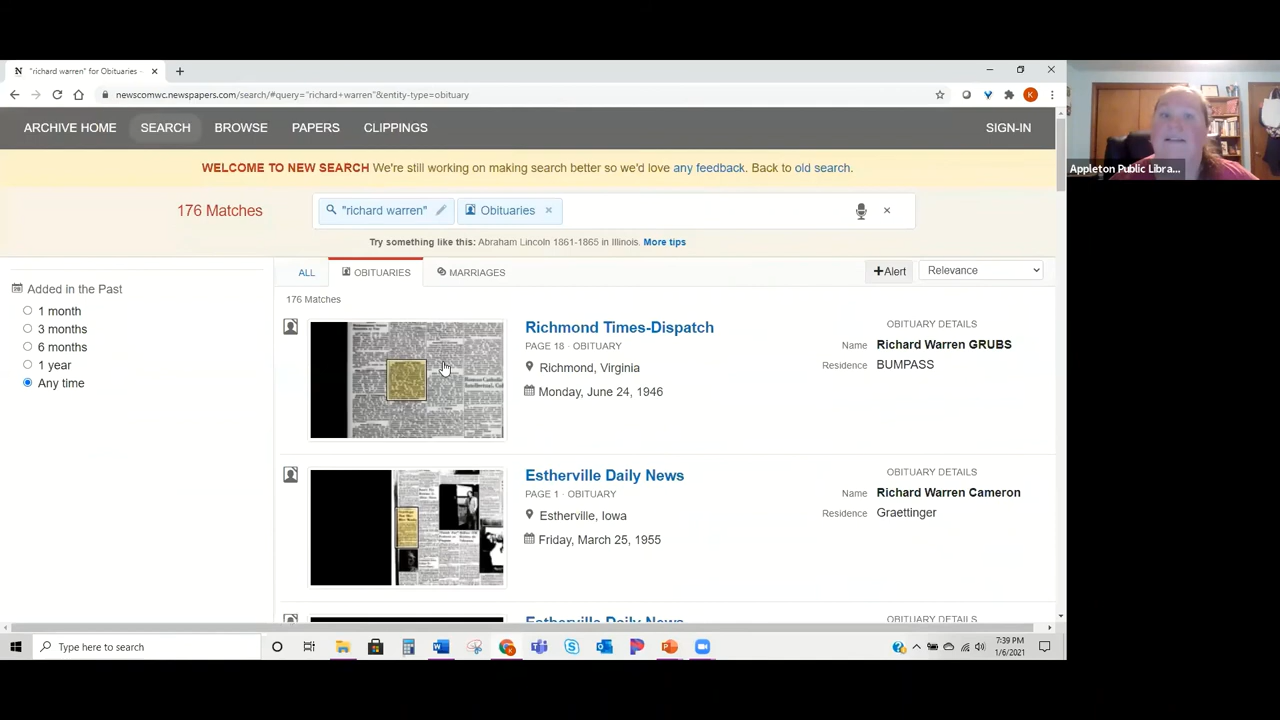 "richard warren" for Obituaries -
newscomwc.newspapers.com/search/#query="richard+warren"&entity-type=obituary
ARCHIVE HOME SEARCH BROWSE PAPERS CLIPPINGS SIGN-IN
WELCOME TO NEW SEARCH We're still working on making search better so we'd love any feedback. Back to old search.
176 Matches "richard warren" Obituaries
Try something like this: Abraham Lincoln 1861-1865 in Illinois. More tips
Added in the Past
1 month
3 months
6 months
1 year
Any time
ALL OBITUARIES MARRIAGES +Alert Relevance
176 Matches
Richmond Times-Dispatch
PAGE 18 · OBITUARY
Richmond, Virginia
Monday, June 24, 1946
OBITUARY DETAILS
Name Richard Warren GRUBS
Residence BUMPASS
Estherville Daily News
PAGE 1 · OBITUARY
Estherville, Iowa
Friday, March 25, 1955
OBITUARY DETAILS
Name Richard Warren Cameron
Residence Graettinger
Estherville Daily News
Type here to search
7:39 PM
1/6/2021
Appleton Public Libra...